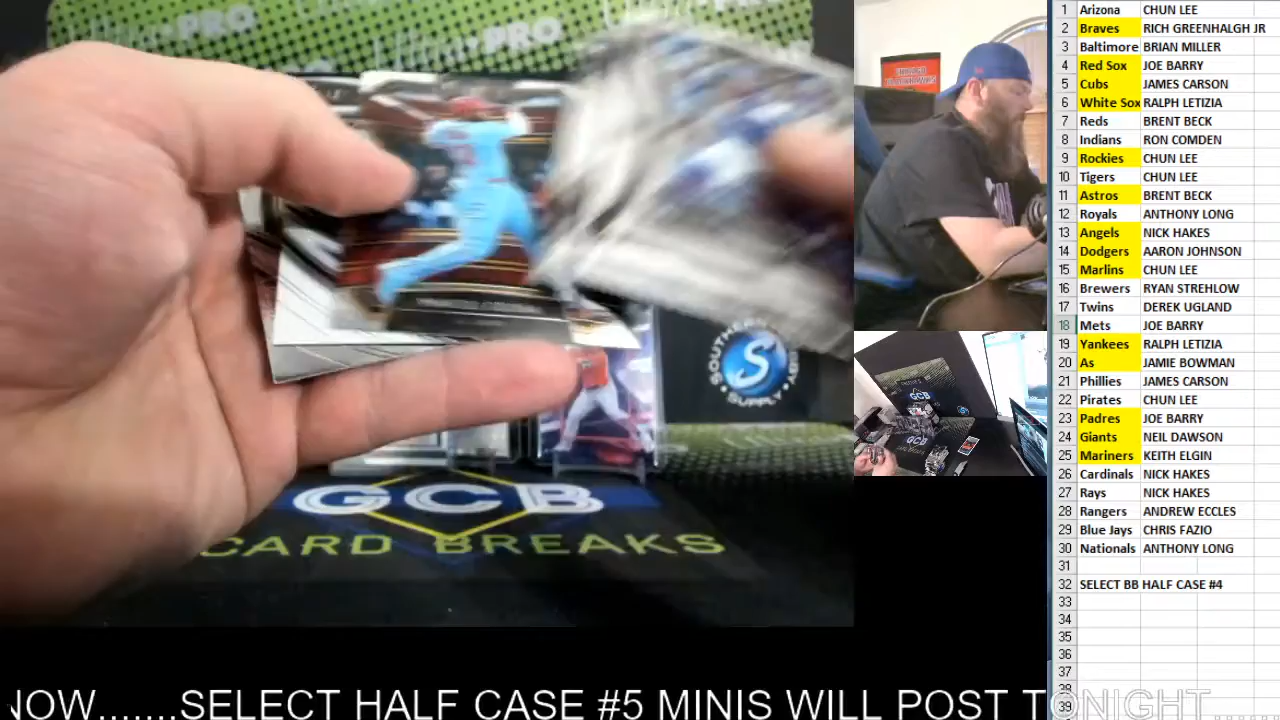 1 Arizona CHUN LEE
2 Braves RICH GREENHALGH JR
3 Baltimore BRIAN MILLER
4 Red Sox JOE BARRY
5 Cubs JAMES CARSON
6 White Sox RALPH LETIZIA
7 Reds BRENT BECK
8 Indians RON COMDEN
9 Rockies CHUN LEE
10 Tigers CHUN LEE
11 Astros BRENT BECK
12 Royals ANTHONY LONG
13 Angels NICK HAKES
14 Dodgers AARON JOHNSON
15 Marlins CHUN LEE
16 Brewers RYAN STREHLOW
17 Twins DEREK UGLAND
18 Mets JOE BARRY
19 Yankees RALPH LETIZIA
20 As JAMIE BOWMAN
21 Phillies JAMES CARSON
22 Pirates CHUN LEE
23 Padres JOE BARRY
24 Giants NEIL DAWSON
25 Mariners KEITH ELGIN
26 Cardinals NICK HAKES
27 Rays NICK HAKES
28 Rangers ANDREW ECCLES
29 Blue Jays CHRIS FAZIO
30 Nationals ANTHONY LONG
31
32 SELECT BB HALF CASE #4
33
34
35
36
37
38
39
PRO
S
SUPPLY
GCB
CARD BREAKS
GCB
GCB
NOW.......SELECT HALF CASE #5 MINIS WILL POST TONIGHT.......